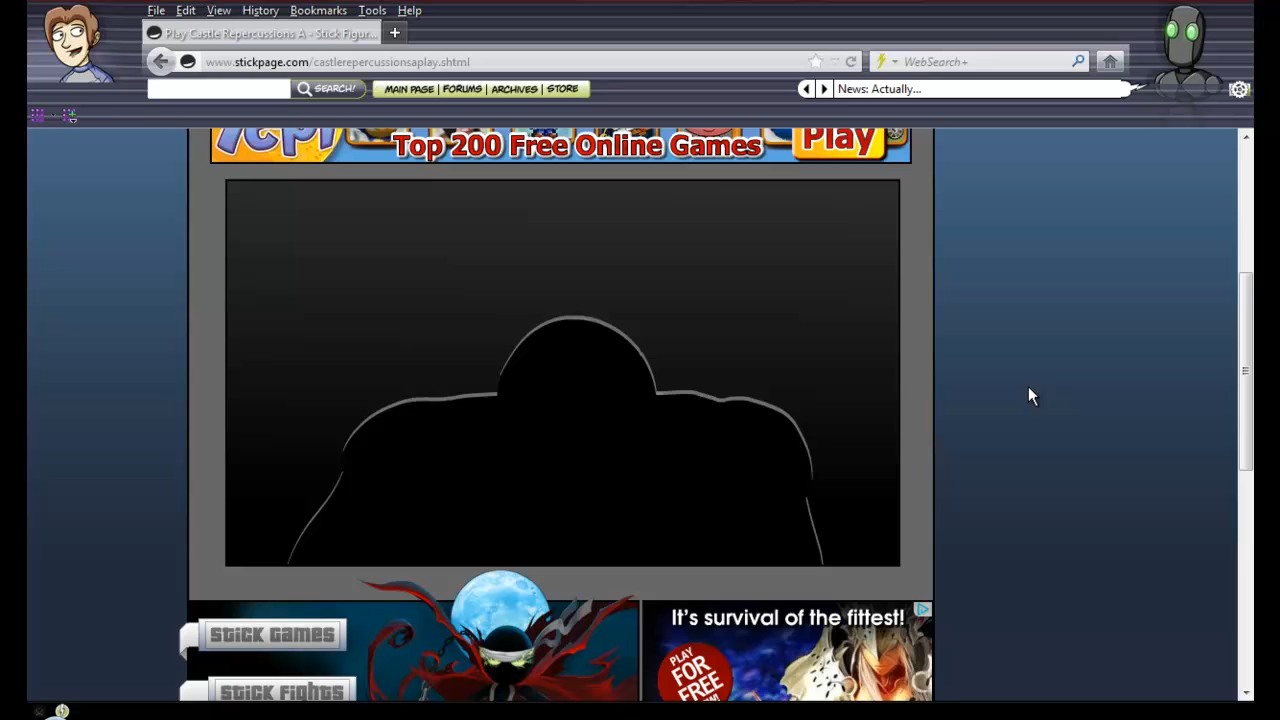 File Edit View History Bookmarks Tools Help
Play Castle Repercussions A - Stick Figur...
www.stickpage.com/castlerepercussionsaplay.shtml
WebSearch+
SEARCH!
MAIN PAGE | FORUMS | ARCHIVES | STORE
News: Actually...
Play
Top 200 Free Online Games
It's survival of the fittest!
STICK GAMES
PLAY
FOR
FREE
STICK FIGHTS